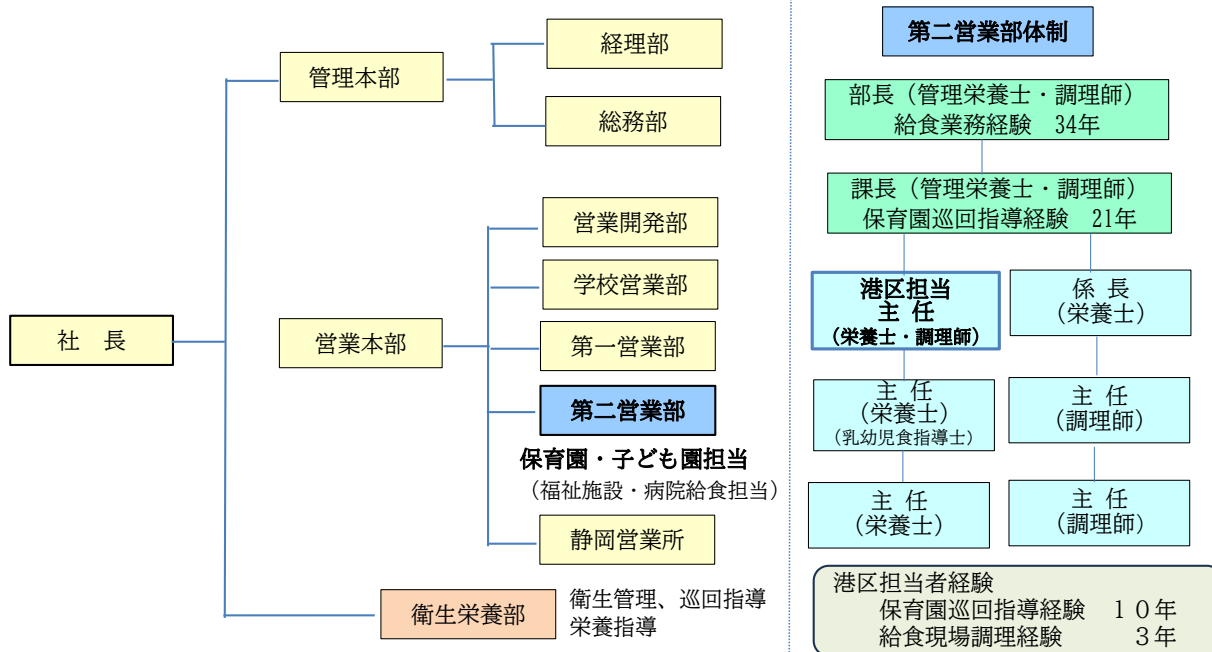 社　長
管理本部
経理部
総務部
営業本部
営業開発部
学校営業部
第一営業部
第二営業部
保育園・子ども園担当
（福祉施設・病院給食担当）
静岡営業所
衛生栄養部
衛生管理、巡回指導
栄養指導
第二営業部体制
部長（管理栄養士・調理師）
給食業務経験　34年
課長（管理栄養士・調理師）
保育園巡回指導経験　21年
港区担当
主 任
（栄養士・調理師）
係 長
（栄養士）
主 任
（栄養士）
（乳幼児食指導士）
主 任
（調理師）
主 任
（栄養士）
主 任
（調理師）
港区担当者経験
保育園巡回指導経験　１０年
給食現場調理経験　３年